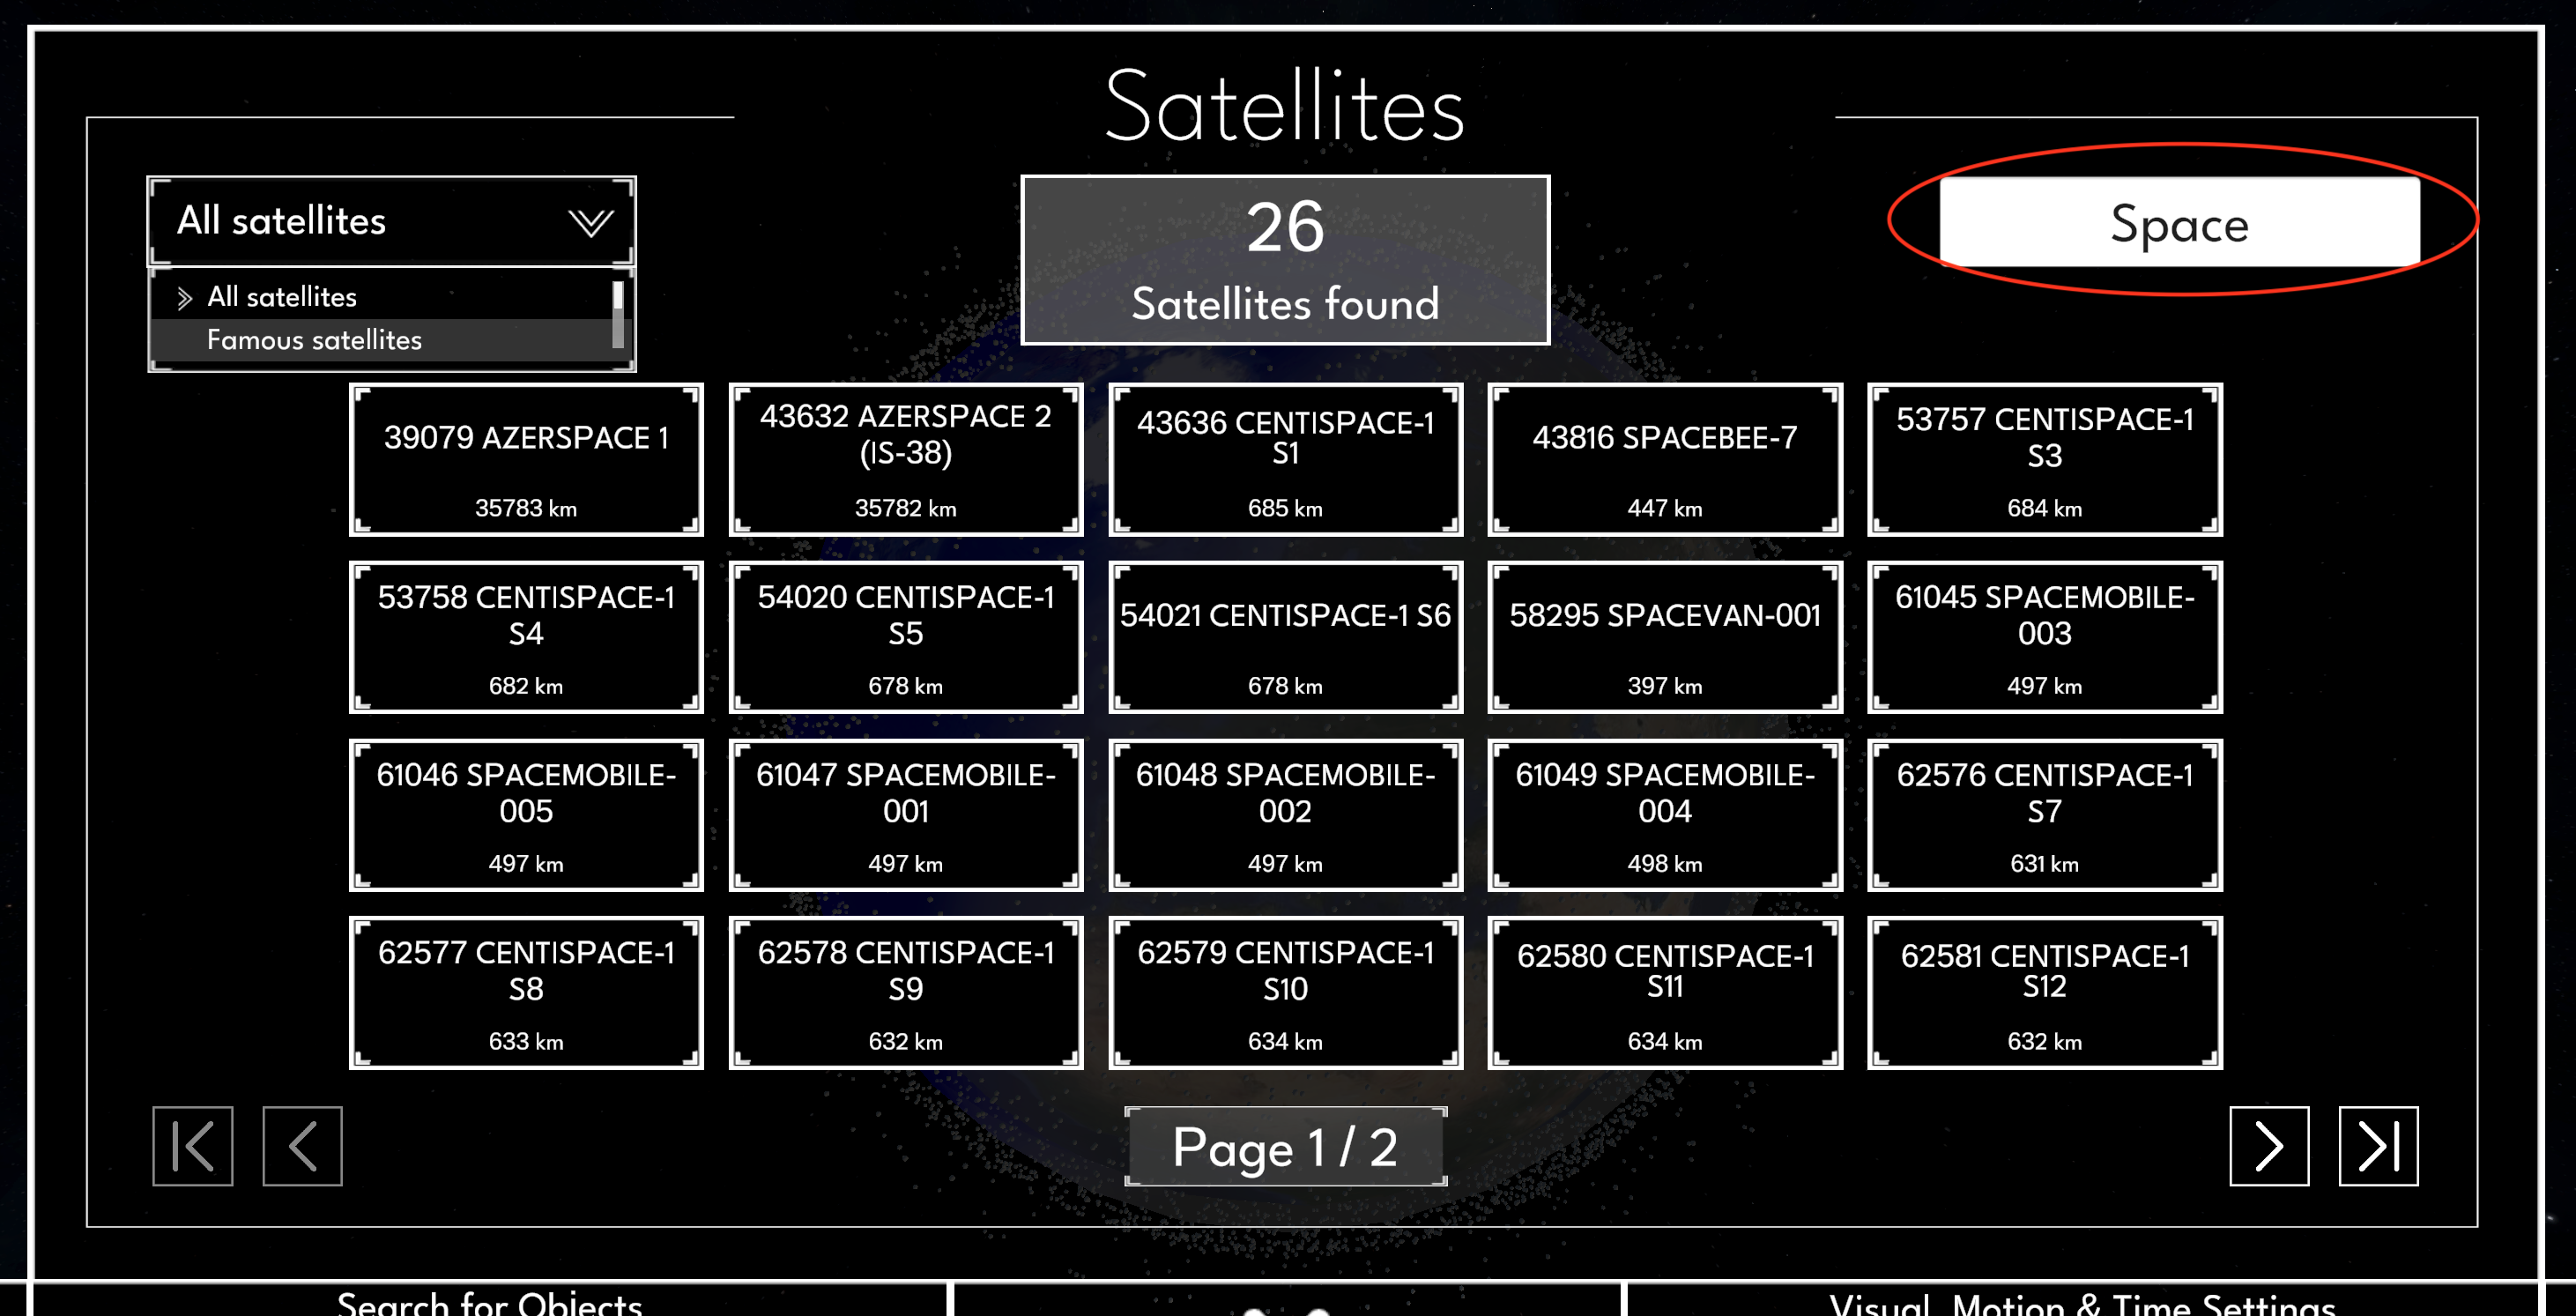 Satellites
All satellites
All satellites
Famous satellites
26
Satellites found
Space
39079 AZERSPACE 1
35783 km
43632 AZERSPACE 2
(IS-38)
35782 km
43636 CENTISPACE-1
S1
685 km
43816 SPACEBEE-7
447 km
53757 CENTISPACE-1
S3
684 km
53758 CENTISPACE-1
S4
682 km
54020 CENTISPACE-1
S5
678 km
54021 CENTISPACE-1 S6
678 km
58295 SPACEVAN-001
397 km
61045 SPACEMOBILE-
003
497 km
61046 SPACEMOBILE-
005
497 km
61047 SPACEMOBILE-
001
497 km
61048 SPACEMOBILE-
002
497 km
61049 SPACEMOBILE-
004
498 km
62576 CENTISPACE-1
S7
631 km
62577 CENTISPACE-1
S8
633 km
62578 CENTISPACE-1
S9
632 km
62579 CENTISPACE-1
S10
634 km
62580 CENTISPACE-1
S11
634 km
62581 CENTISPACE-1
S12
632 km
Page 1 / 2
Search for Objects
Visual, Motion & Time Settings